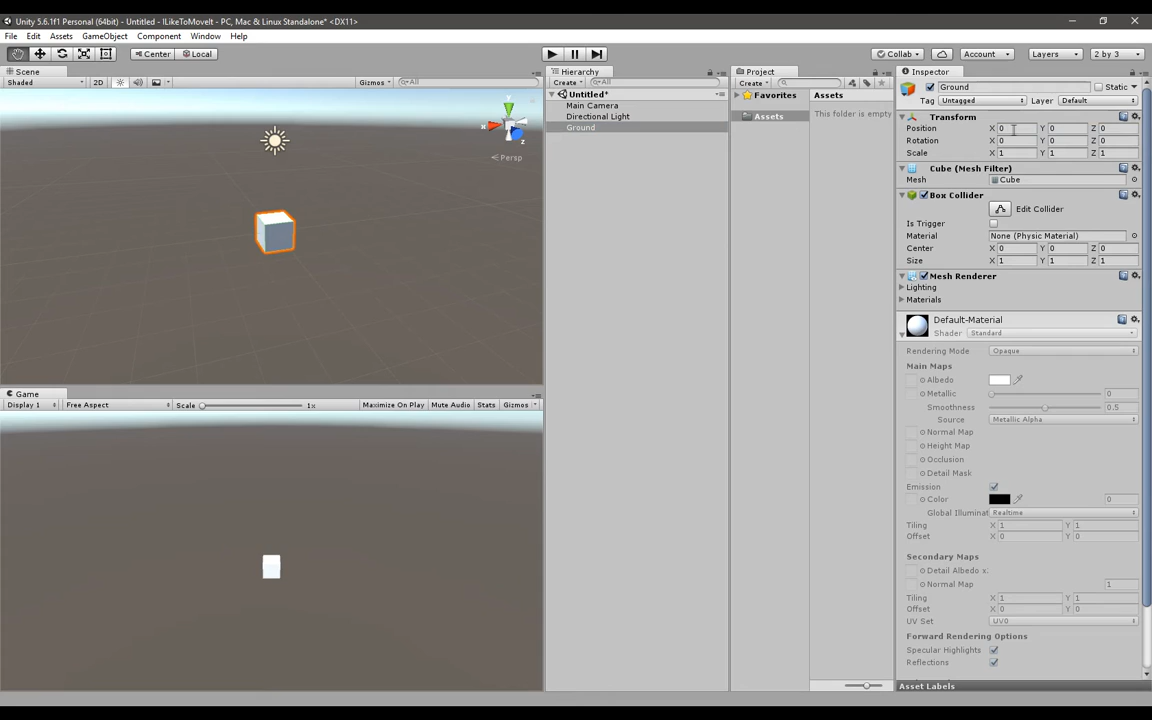 Unity 5.6.1f1 Personal (64bit) - Untitled - ILikeToMoveIt - PC, Mac & Linux Standalone* <DX11>
File Edit Assets GameObject Component Window Help
Center Local Collab Account Layers 2 by 3
Scene
Shaded 2D Gizmos All
x y
Persp
Game
Display 1 Free Aspect Scale 1x Maximize On Play Mute Audio Stats Gizmos
Hierarchy
Create All
Untitled*
Main Camera
Directional Light
Ground
Project
Create
Favorites
Assets
Assets
This folder is empty
Inspector
Ground Static
Tag Untagged Layer Default
Transform
Position X 0 Y 0 Z 0
Rotation X 0 Y 0 Z 0
Scale X 1 Y 1 Z 1
Cube (Mesh Filter)
Mesh Cube
Box Collider
Edit Collider
Is Trigger
Material None (Physic Material)
Center X 0 Y 0 Z 0
Size X 1 Y 1 Z 1
Mesh Renderer
Lighting
Materials
Default-Material
Shader Standard
Rendering Mode Opaque
Main Maps
Albedo
Metallic 0
Smoothness 0.5
Source Metallic Alpha
Normal Map
Height Map
Occlusion
Detail Mask
Emission
Color 0
Global Illuminat Realtime
Tiling X 1 Y 1
Offset X 0 Y 0
Secondary Maps
Detail Albedo x:
Normal Map 1
Tiling X 1 Y 1
Offset X 0 Y 0
UV Set UV0
Forward Rendering Options
Specular Highlights
Reflections
Asset Labels